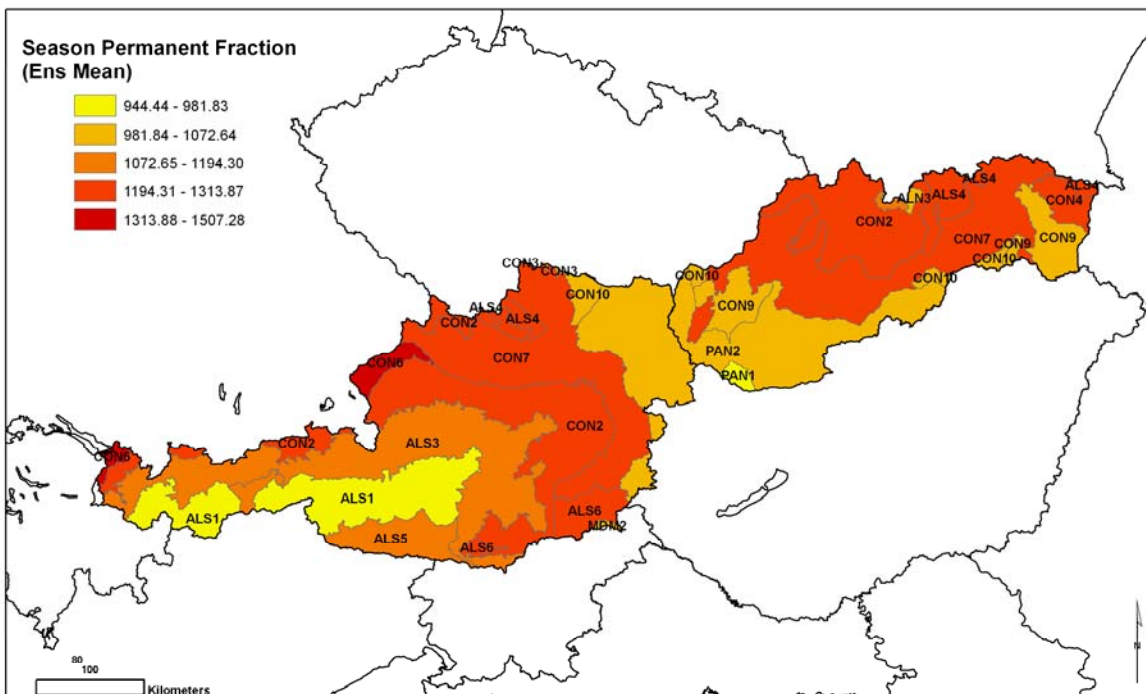 Season Permanent Fraction
(Ens Mean)
944.44 - 981.83
981.84 - 1072.64
1072.65 - 1194.30
1194.31 - 1313.87
1313.88 - 1507.28
ALS4
ALN3
ALS4
ALS4
CON4
CON2
CON7
CON9
CON9
CON10
CON3
CON3
CON10
CON10
CON10
CON9
ALS4
ALS4
CON2
PAN2
CON6
CON7
PAN1
CON2
ALS3
CON2
CON6
ALS1
ALS1
ALS6
MDM2
ALS5
ALS6
N
80
100
Kilometers